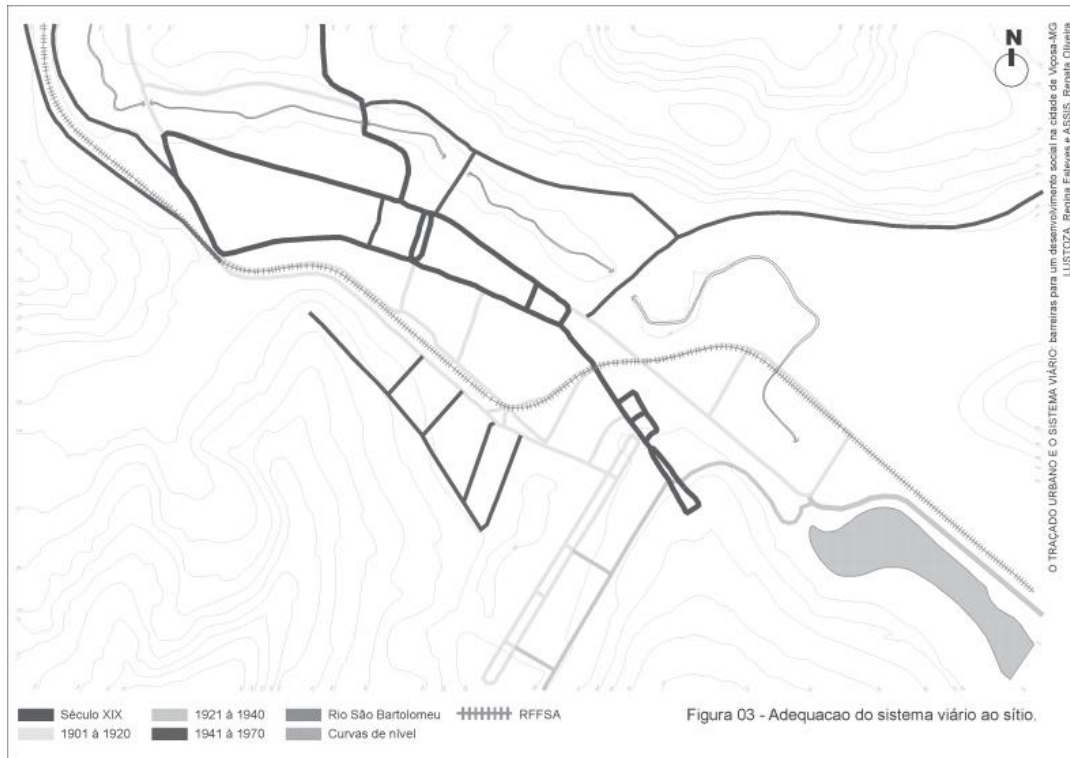 N
O TRAÇADO URBANO E O SISTEMA VIÁRIO: barreiras para um desenvolvimento social na cidade de Viçosa-MG
LUSTOZA, Regina Esteves e ASSIS, Renata Oliveira
Século XIX
1921 à 1940
Rio São Bartolomeu
RFFSA
1901 à 1920
1941 à 1970
Curvas de nível
Figura 03 - Adequacao do sistema viário ao sítio.